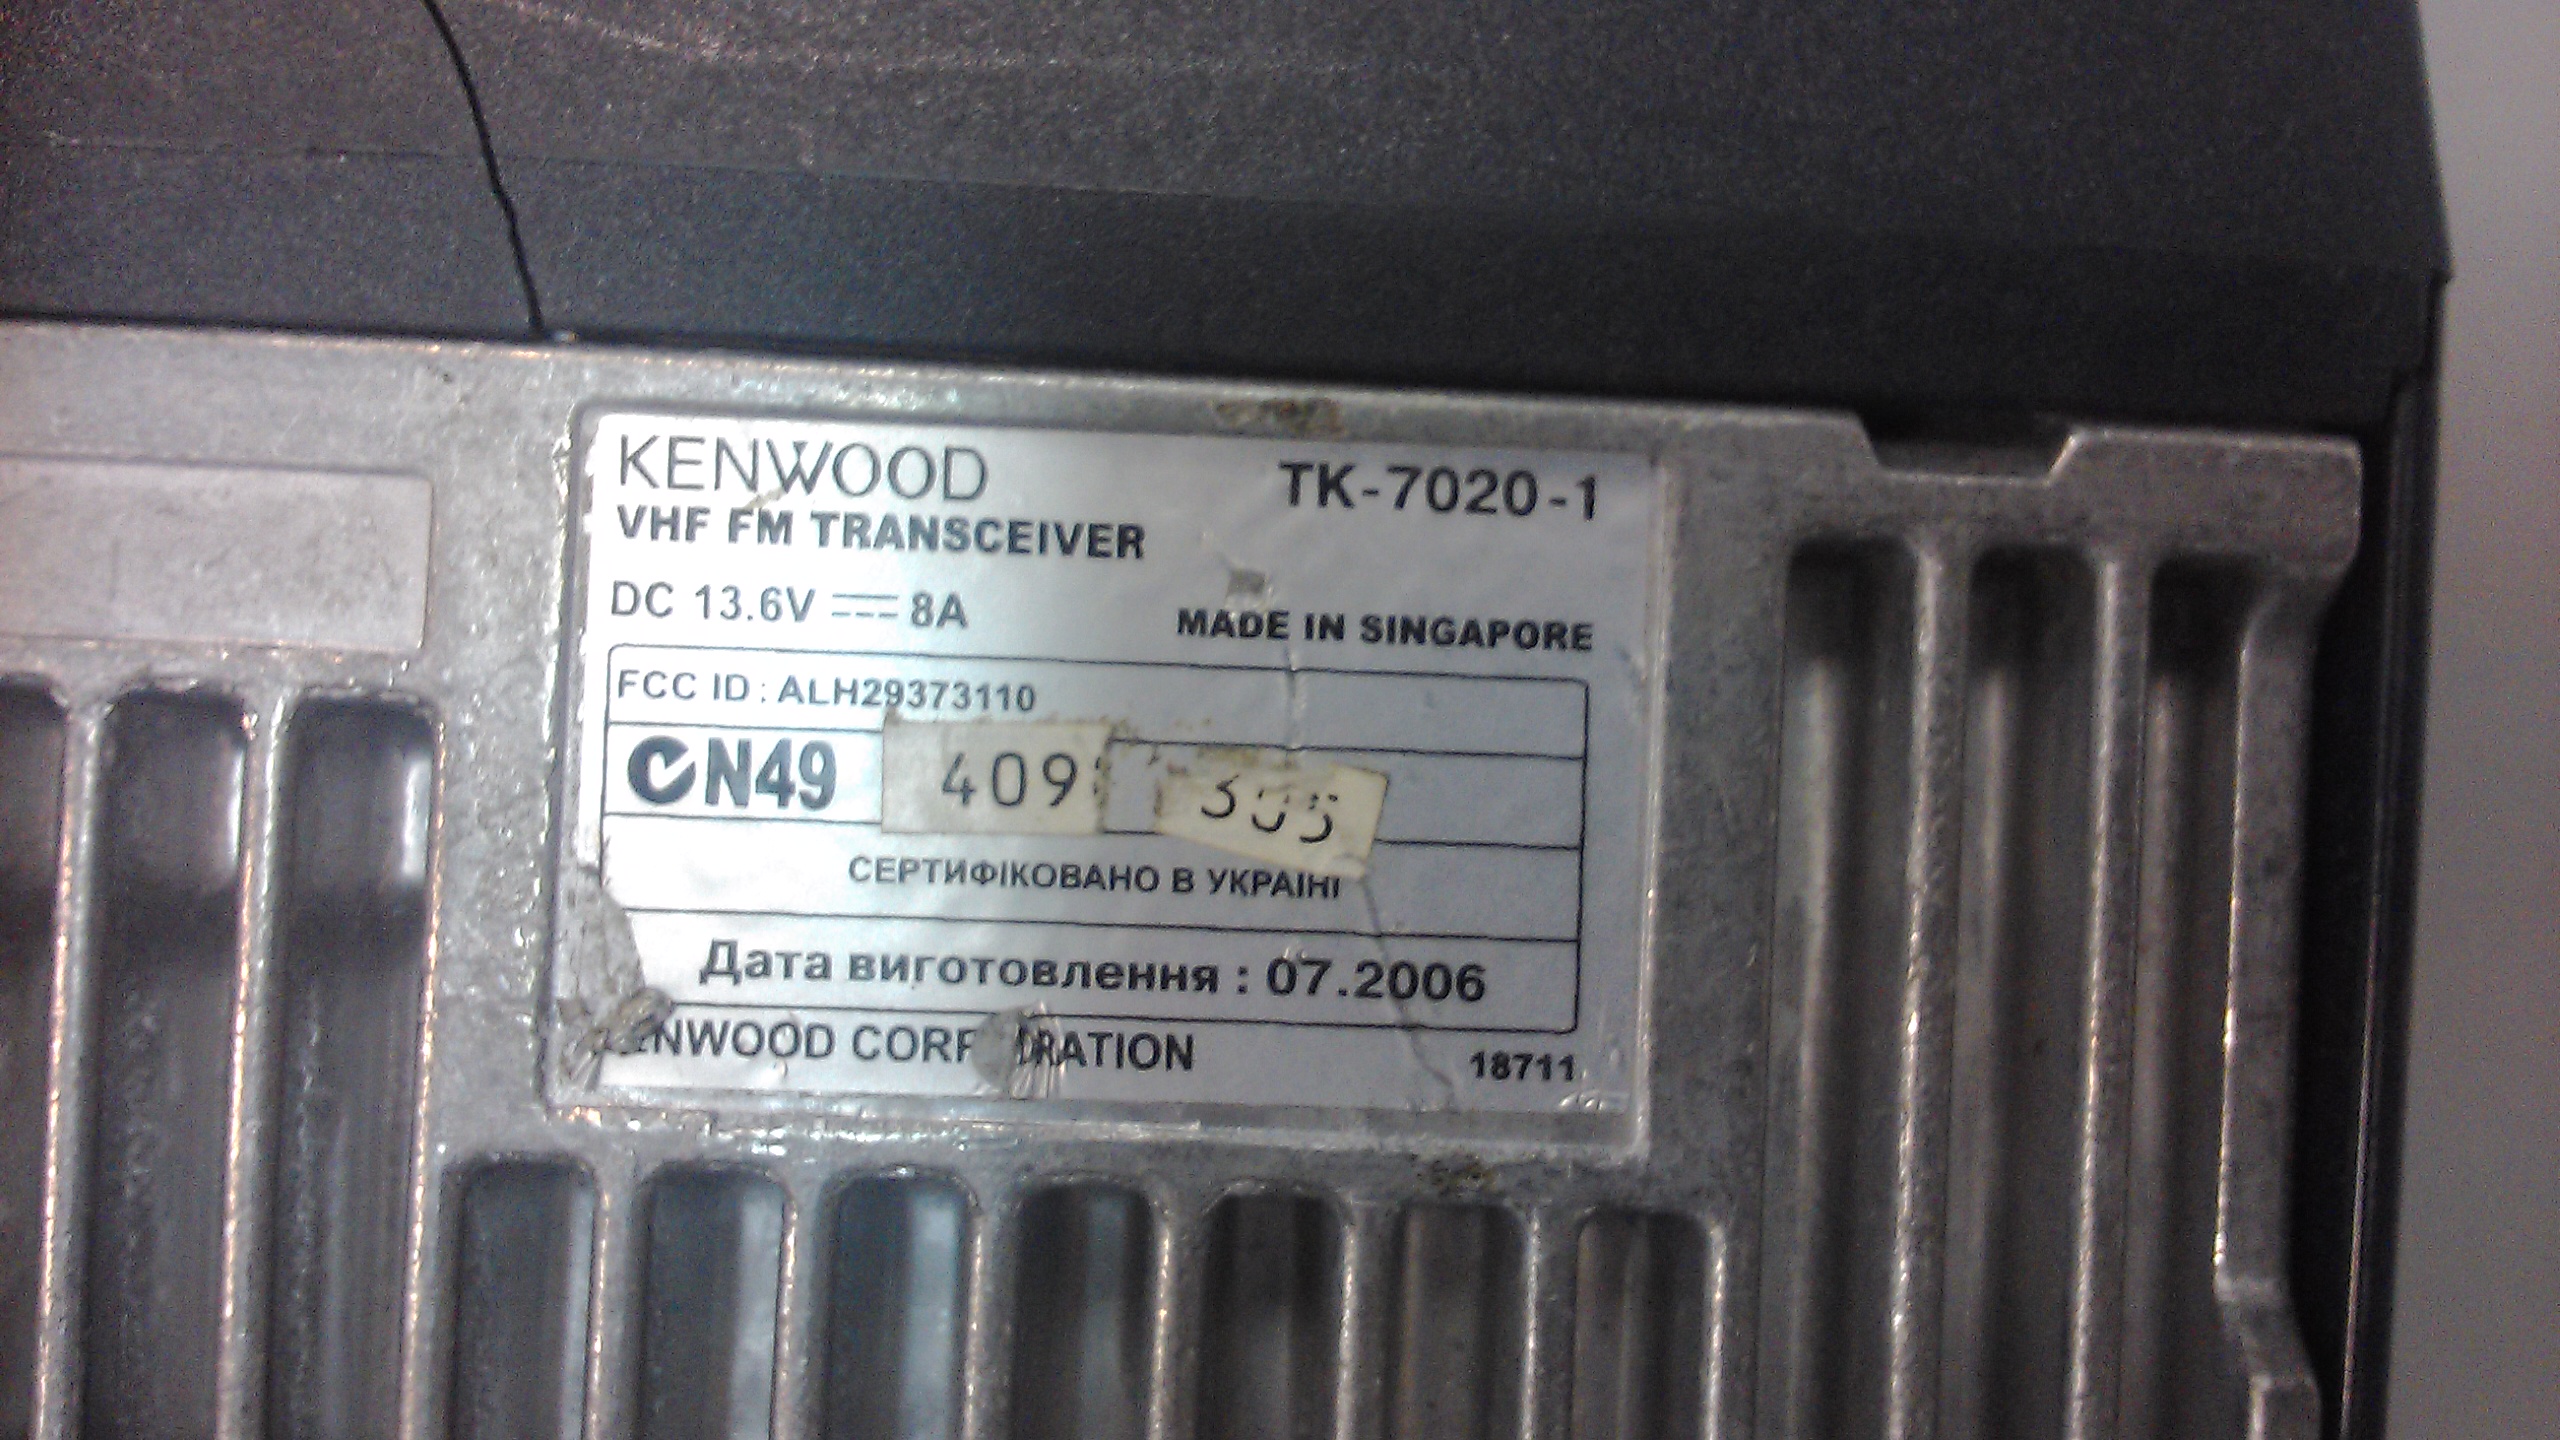 KENWOOD TK-7020-1
VHF FM TRANSCEIVER
DC 13.6V 8A
MADE IN SINGAPORE
FCC ID : ALH29373110
N49 409
СЕРТИФІКОВАНО В УКРАЇНІ
Дата виготовлення : 07.2006
18711